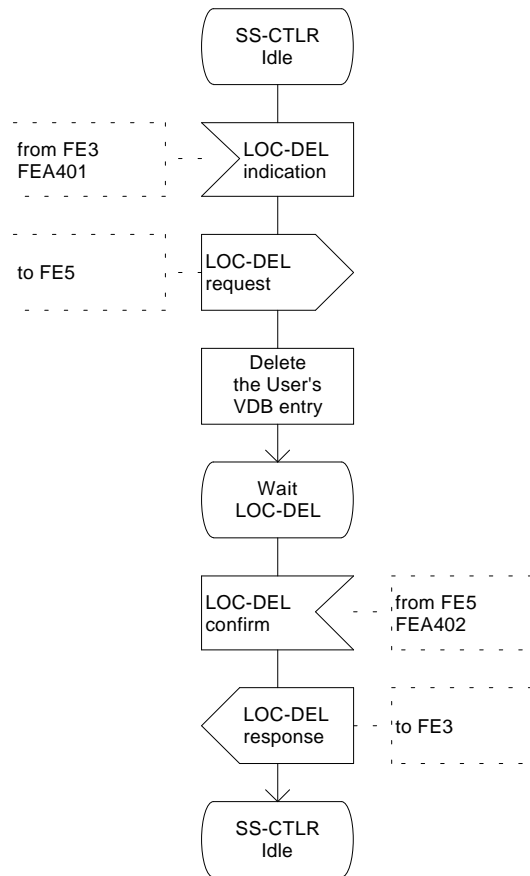 SS-CTLR
Idle
from FE3
FEA401
LOC-DEL
indication
to FE5
LOC-DEL
request
Delete
the User's
VDB entry
Wait
LOC-DEL
LOC-DEL
confirm
from FE5
FEA402
LOC-DEL
response
to FE3
SS-CTLR
Idle